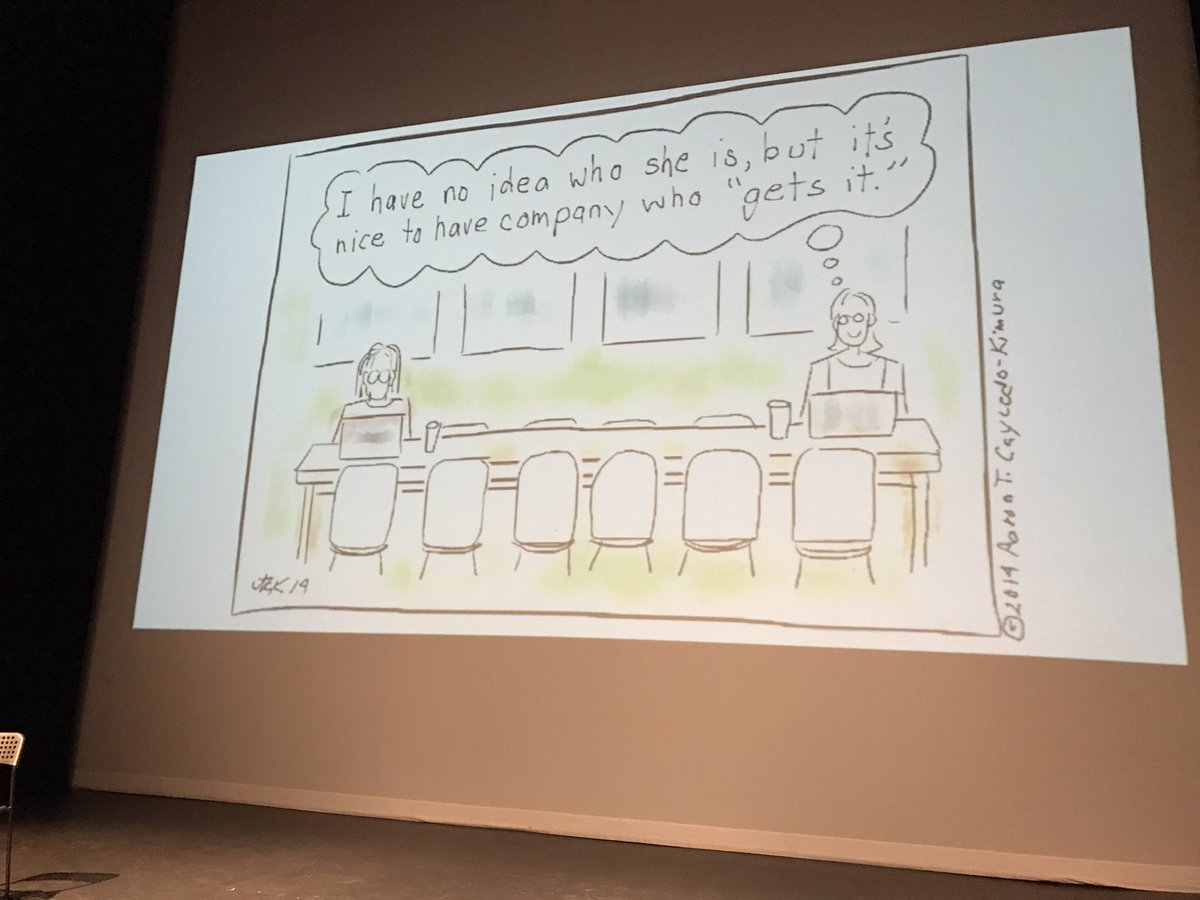 I have no idea who she is, but it's
nice to have company who "gets it."
©2014 Aaron T. Caycedo-Kimura